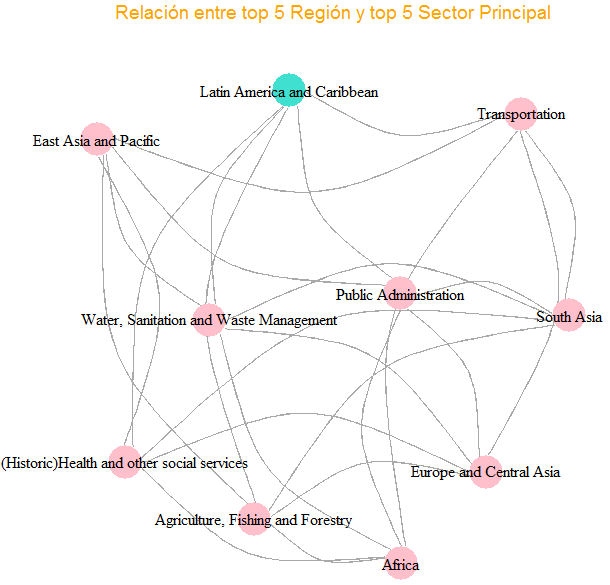 Relación entre top 5 Región y top 5 Sector Principal
Latin America and Caribbean
Transportation
East Asia and Pacific
Public Administration
Water, Sanitation and Waste Management
South Asia
(Historic)Health and other social services
Europe and Central Asia
Agriculture, Fishing and Forestry
Africa